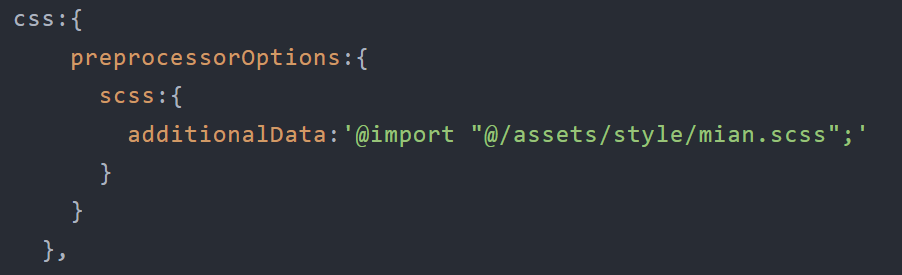 css:{
preprocessorOptions:{
scss:{
additionalData:'@import "@/assets/style/mian.scss";'
}
}
},